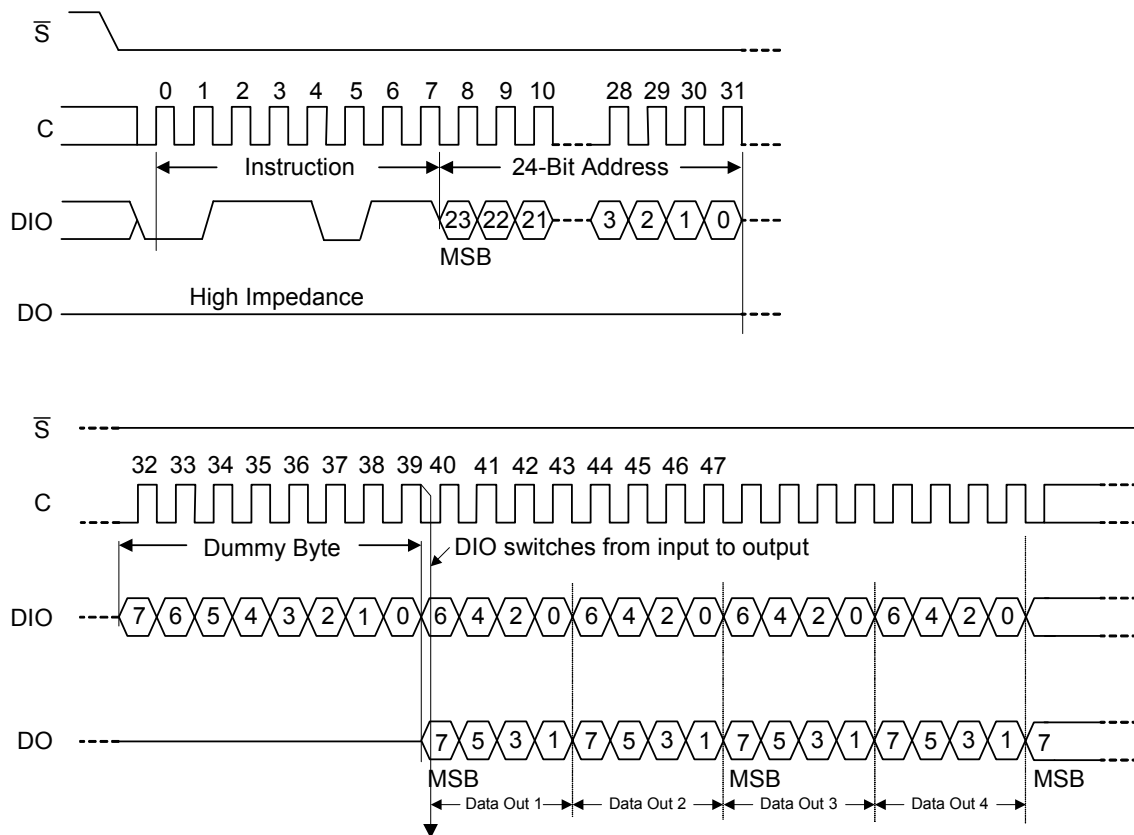 S̅
0 1 2 3 4 5 6 7 8 9 10 28 29 30 31
C
Instruction 24-Bit Address
DIO 23 22 21 3 2 1 0
MSB
High Impedance
DO
S̅
32 33 34 35 36 37 38 39 40 41 42 43 44 45 46 47
C
Dummy Byte DIO switches from input to output
DIO 7 6 5 4 3 2 1 0 6 4 2 0 6 4 2 0 6 4 2 0 6 4 2 0
DO 7 5 3 1 7 5 3 1 7 5 3 1 7 5 3 1 7
MSB MSB MSB
Data Out 1 Data Out 2 Data Out 3 Data Out 4